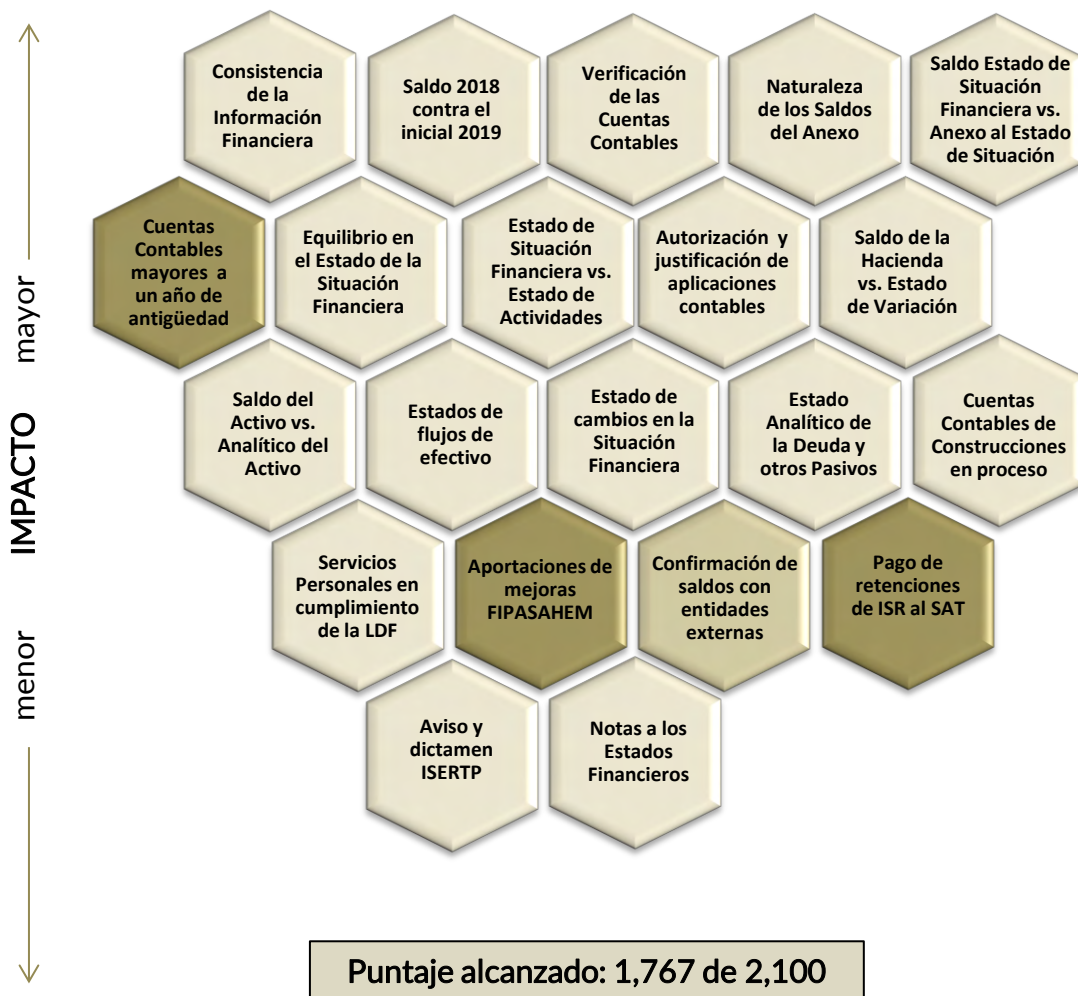 Consistencia
de la
Información
Financiera
Saldo 2018
contra el
inicial 2019
Verificación
de las
Cuentas
Contables
Naturaleza
de los Saldos
del Anexo
Saldo Estado de
Situación
Financiera vs.
Anexo al Estado
de Situación
Cuentas
Contables
mayores a
un año de
antigüedad
Equilibrio en
el Estado de la
Situación
Financiera
Estado de
Situación
Financiera vs.
Estado de
Actividades
Autorización y
justificación de
aplicaciones
contables
Saldo de la
Hacienda
vs. Estado
de Variación
mayor
IMPACTO
menor
Saldo del
Activo vs.
Analítico del
Activo
Estados de
flujos de
efectivo
Estado de
cambios en la
Situación
Financiera
Estado
Analítico de
la Deuda y
otros Pasivos
Cuentas
Contables de
Construcciones
en proceso
Servicios
Personales en
cumplimiento
de la LDF
Aportaciones de
mejoras
FIPASAHEM
Confirmación de
saldos con
entidades
externas
Pago de
retenciones
de ISR al SAT
Aviso y
dictamen
ISERTP
Notas a los
Estados
Financieros
Puntaje alcanzado: 1,767 de 2,100